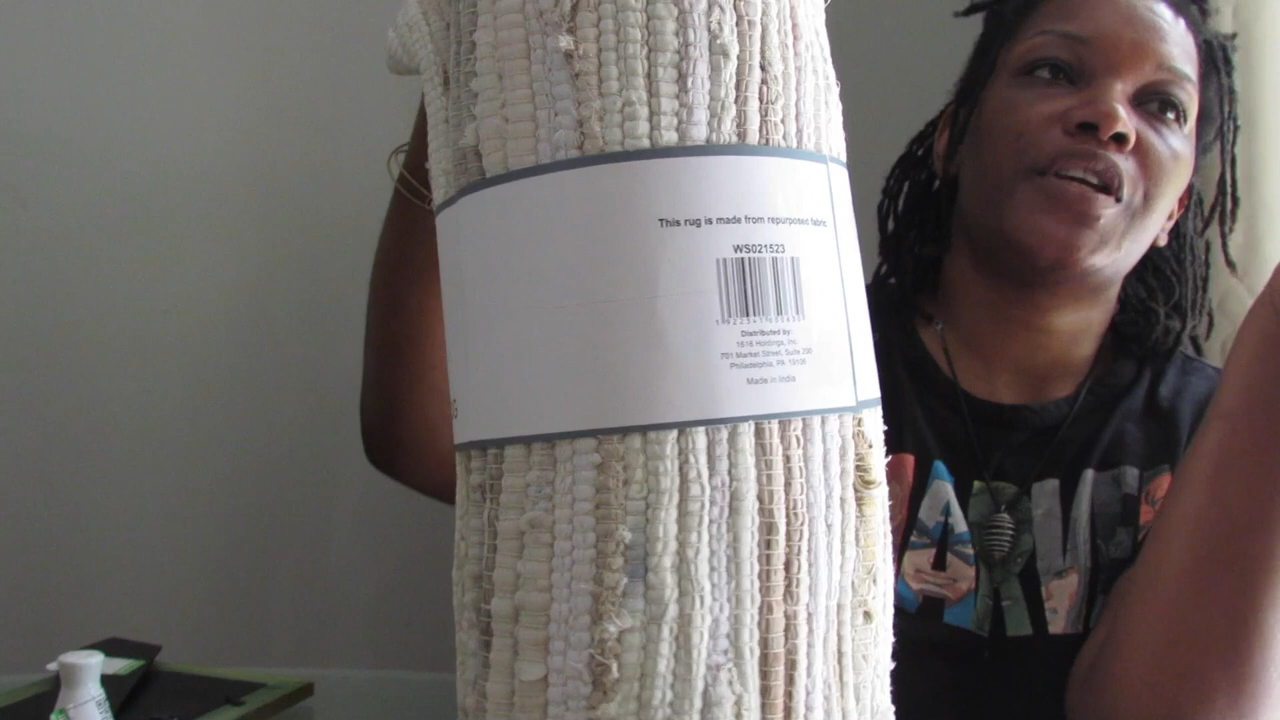 This rug is made from repurposed fabric
WS021523
Distributed by:
1616 Holdings, Inc.
701 Market Street, Suite 200
Philadelphia, PA 19106
Made in India